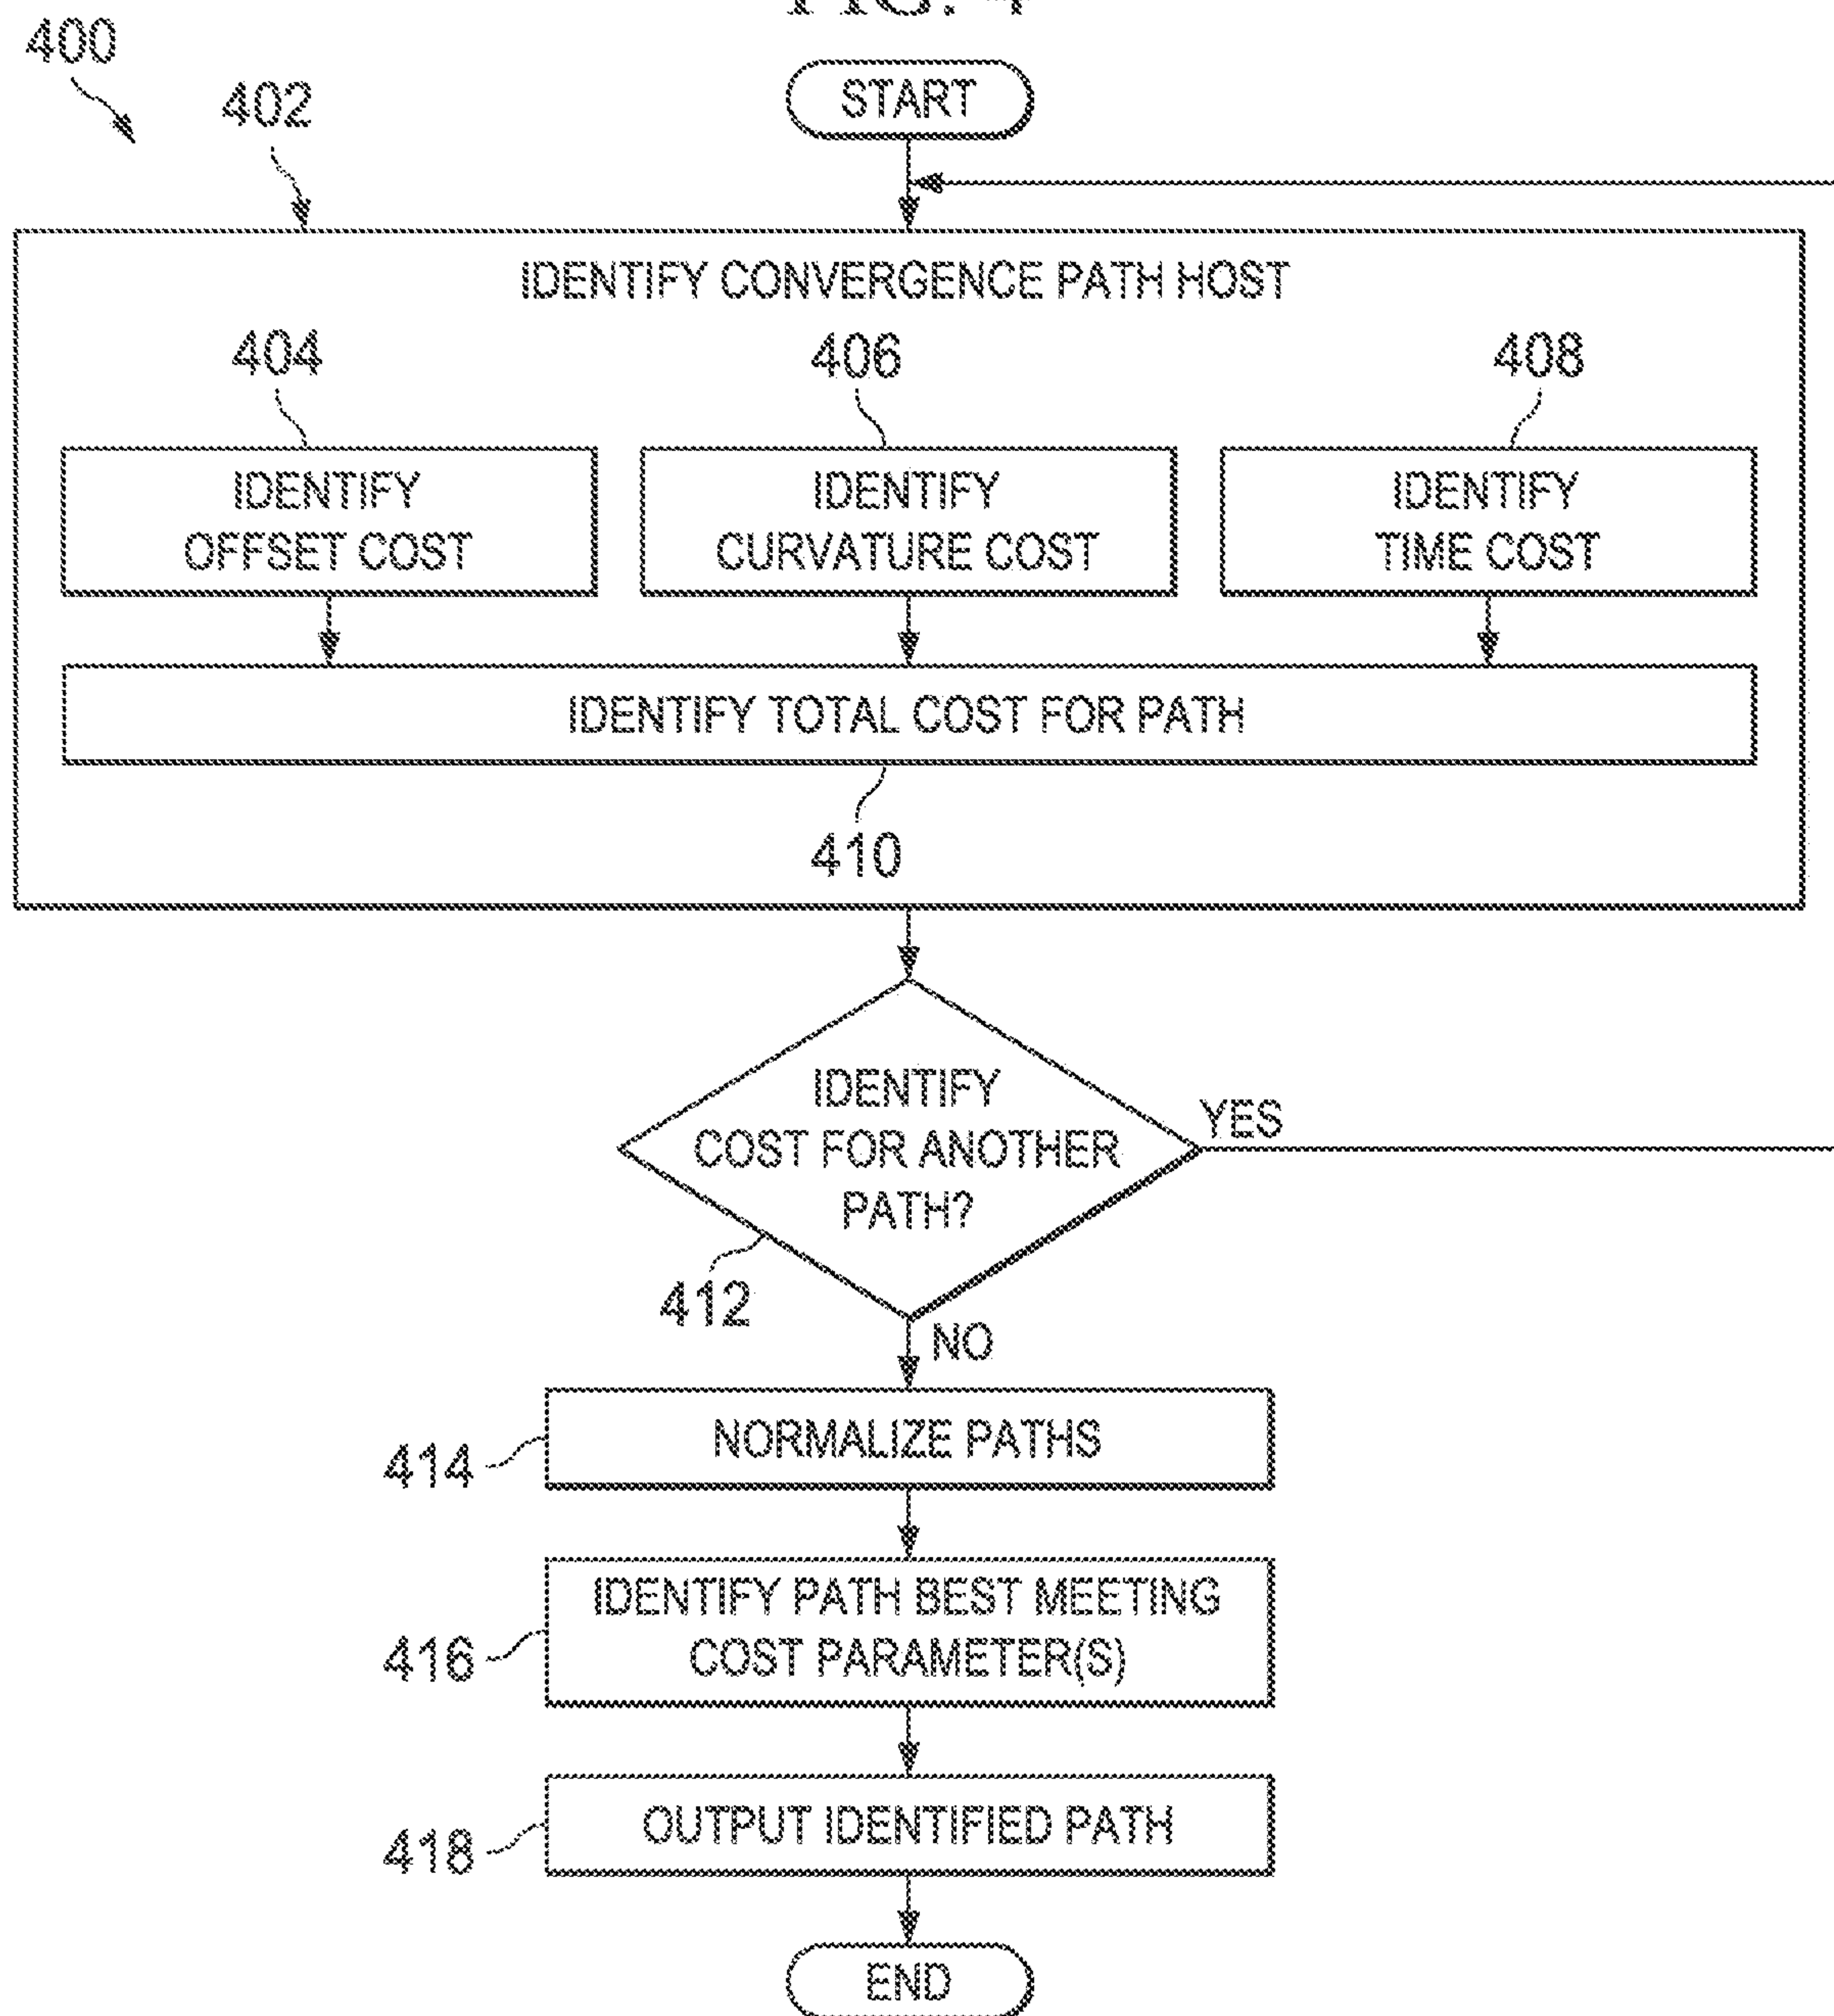 FIG. 4
400
402
START
IDENTIFY CONVERGENCE PATH HOST
404
406
408
IDENTIFY
OFFSET COST
IDENTIFY
CURVATURE COST
IDENTIFY
TIME COST
IDENTIFY TOTAL COST FOR PATH
410
IDENTIFY
COST FOR ANOTHER
PATH?
YES
412
NO
NORMALIZE PATHS
414
IDENTIFY PATH BEST MEETING
COST PARAMETER(S)
416
OUTPUT IDENTIFIED PATH
418
END